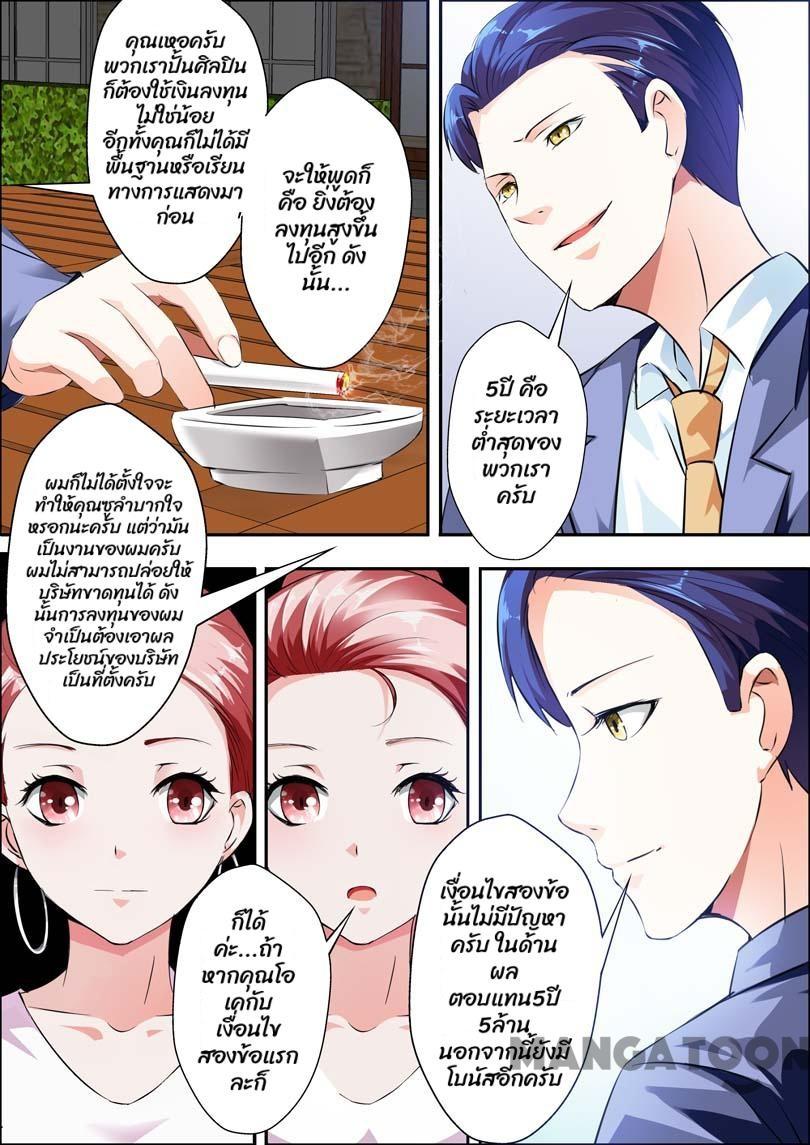 คุณเหอครับ
พวกเราปั้นศิลปิน
ก็ต้องใช้เงินลงทุน
ไม่ใช่น้อย
อีกทั้งคุณก็ไม่ได้มี
พื้นฐานหรือเรียน
ทางการแสดงมา
ก่อน
จะให้พูดก็
คือ ยิ่งต้อง
ลงทุนสูงขึ้น
ไปอีก ดัง
นั้น...
5ปี คือ
ระยะเวลา
ต่ำสุดของ
พวกเรา
ครับ
ผมก็ไม่ได้ตั้งใจจะ
ทำให้คุณซูลำบากใจ
หรอกนะครับ แต่ว่ามัน
เป็นงานของผมครับ
ผมไม่สามารถปล่อยให้
บริษัทขาดทุนได้ ดัง
นั้นการลงทุนของผม
จำเป็นต้องเอาผล
ประโยชน์ของบริษัท
เป็นที่ตั้งครับ
ก็ได้
ค่ะ...ถ้า
หากคุณโอ
เคกับ
เงื่อนไข
สองข้อแรก
ละก็
เงื่อนไขสองข้อ
นั้นไม่มีปัญหา
ครับ ในด้าน
ผล
ตอบแทน5ปี
5ล้าน
นอกจากนี้ยังมี
โบนัสอีกครับ
MANGATOON